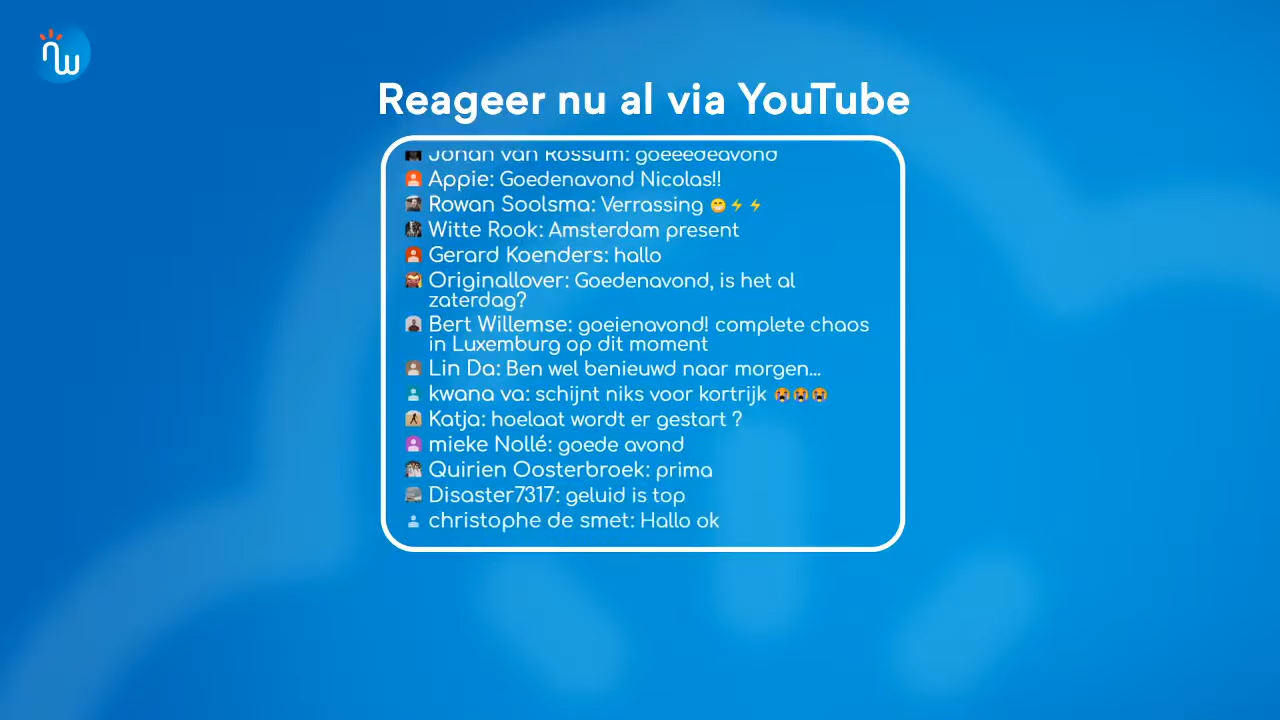 nw
Reageer nu al via YouTube
Johan van Rossum: goeeedeavond
Appie: Goedenavond Nicolas!!
Rowan Soolsma: Verrassing 😁⚡⚡
Witte Rook: Amsterdam present
Gerard Koenders: hallo
Originallover: Goedenavond, is het al
zaterdag?
Bert Willemse: goeienavond! complete chaos
in Luxemburg op dit moment
Lin Da: Ben wel benieuwd naar morgen...
kwana va: schijnt niks voor kortrijk 😭😭😭
Katja: hoelaat wordt er gestart ?
mieke Nollé: goede avond
Quirien Oosterbroek: prima
Disaster7317: geluid is top
christophe de smet: Hallo ok